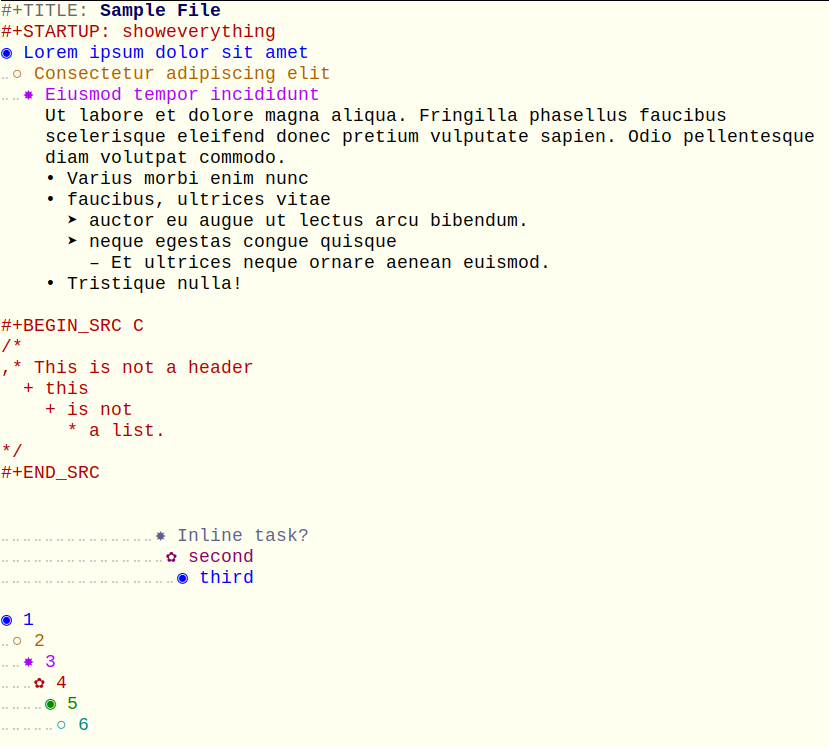 #+TITLE: Sample File
#+STARTUP: showeverything
◉ Lorem ipsum dolor sit amet
‥○ Consectetur adipiscing elit
‥‥✸ Eiusmod tempor incididunt
Ut labore et dolore magna aliqua. Fringilla phasellus faucibus
scelerisque eleifend donec pretium vulputate sapien. Odio pellentesque
diam volutpat commodo.
• Varius morbi enim nunc
• faucibus, ultrices vitae
➤ auctor eu augue ut lectus arcu bibendum.
➤ neque egestas congue quisque
– Et ultrices neque ornare aenean euismod.
• Tristique nulla!
#+BEGIN_SRC C
/*
,* This is not a header
+ this
+ is not
* a list.
*/
#+END_SRC
‥‥‥‥‥‥‥‥‥‥‥‥‥‥✸ Inline task?
‥‥‥‥‥‥‥‥‥‥‥‥‥‥‥✿ second
‥‥‥‥‥‥‥‥‥‥‥‥‥‥‥‥◉ third
◉ 1
‥○ 2
‥‥✸ 3
‥‥‥✿ 4
‥‥‥‥◉ 5
‥‥‥‥‥○ 6